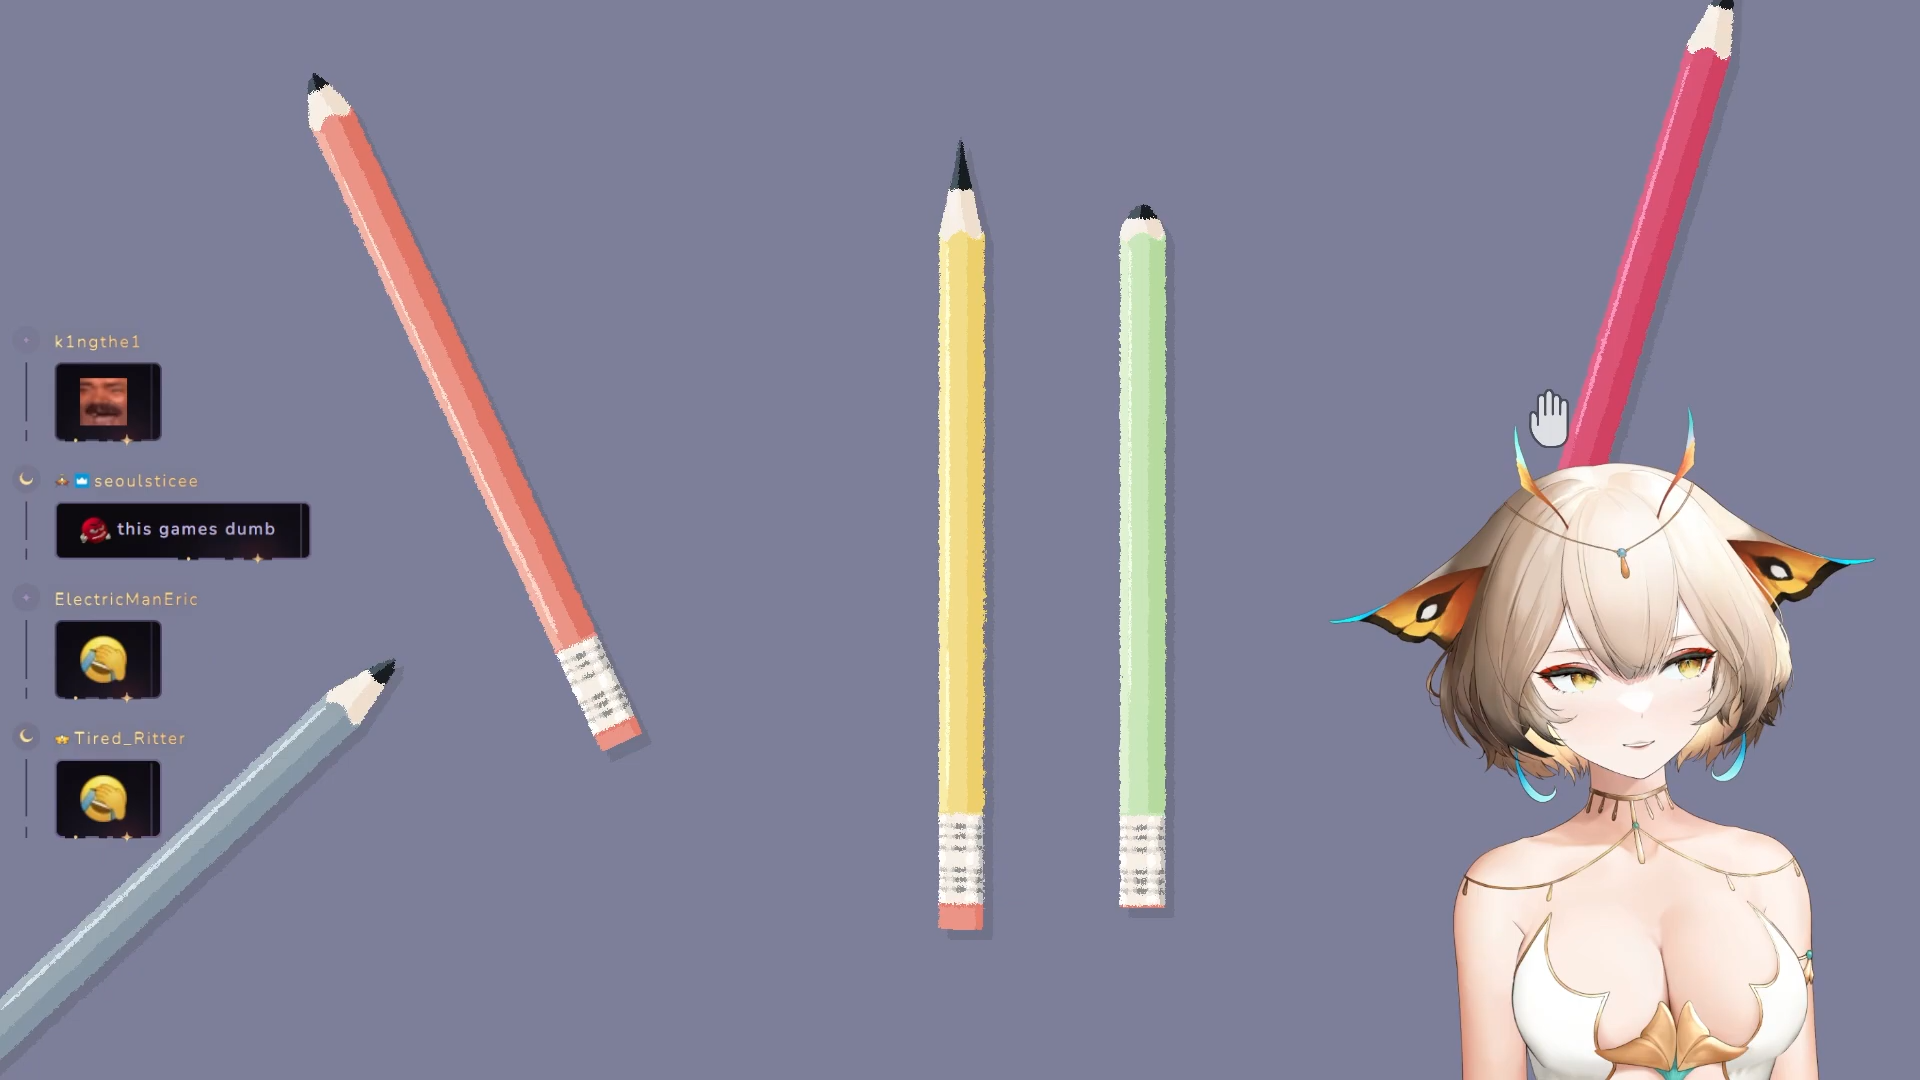 k1ngthe1
seoulsticee
this games dumb
ElectricManEric
Tired_Ritter